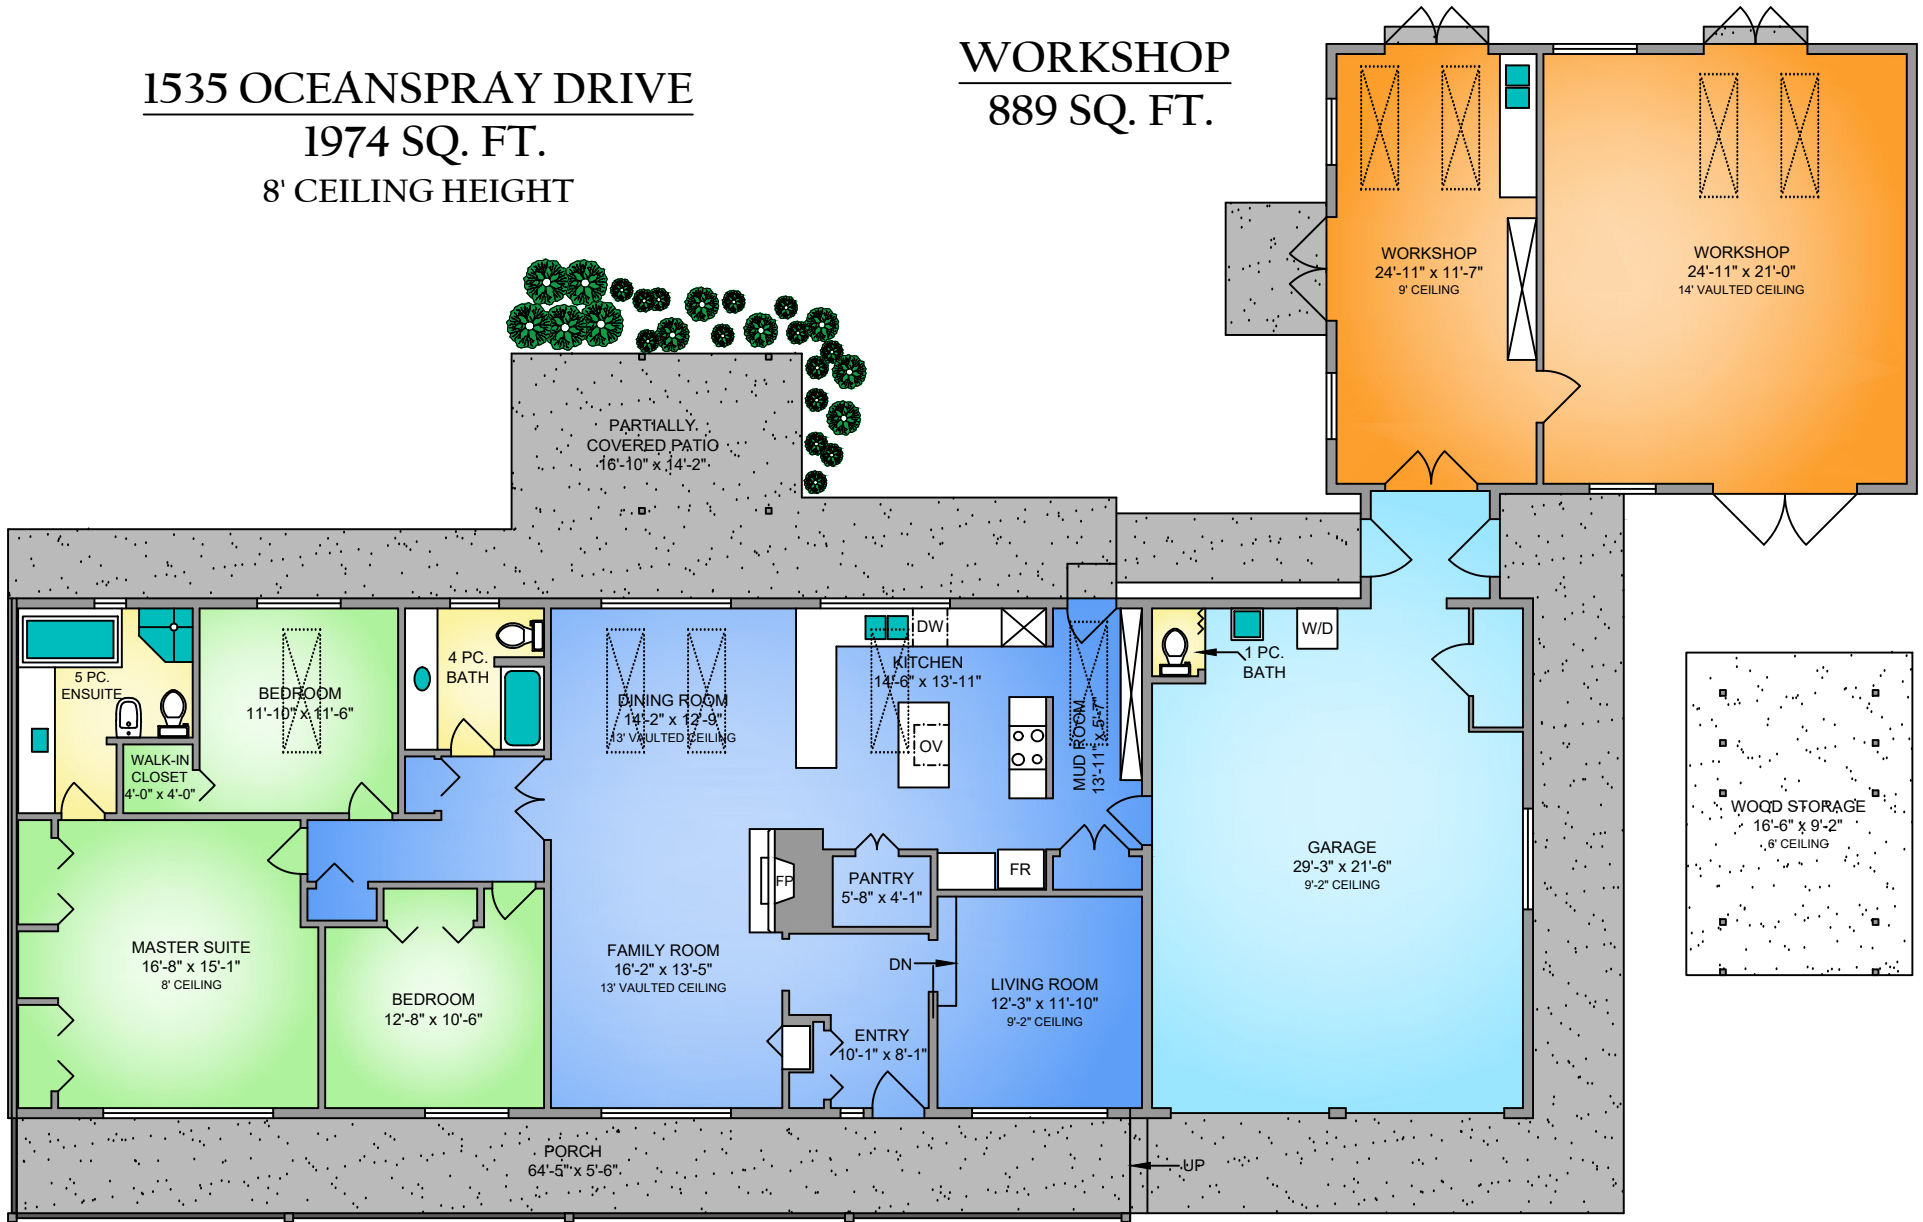 1535 OCEANSPRAY DRIVE
1974 SQ. FT.
8' CEILING HEIGHT
WORKSHOP
889 SQ. FT.
WORKSHOP
24'-11" x 11'-7"
9' CEILING
WORKSHOP
24'-11" x 21'-0"
14' VAULTED CEILING
PARTIALLY
COVERED PATIO
16'-10" x 14'-2"
5 PC.
ENSUITE
BEDROOM
11'-10" x 11'-6"
4 PC.
BATH
WALK-IN
CLOSET
4'-0" x 4'-0"
DINING ROOM
14'-2" x 12'-9"
13' VAULTED CEILING
DW
KITCHEN
14'-6" x 13'-11"
OV
MUD ROOM
13'-11" x 5'-7"
1 PC.
BATH
W/D
GARAGE
29'-3" x 21'-6"
9'-2" CEILING
WOOD STORAGE
16'-6" x 9'-2"
6' CEILING
FP
PANTRY
5'-8" x 4'-1"
FR
MASTER SUITE
16'-8" x 15'-1"
8' CEILING
BEDROOM
12'-8" x 10'-6"
FAMILY ROOM
16'-2" x 13'-5"
13' VAULTED CEILING
DN
LIVING ROOM
12'-3" x 11'-10"
9'-2" CEILING
ENTRY
10'-1" x 8'-1"
PORCH
64'-5" x 5'-6"
UP